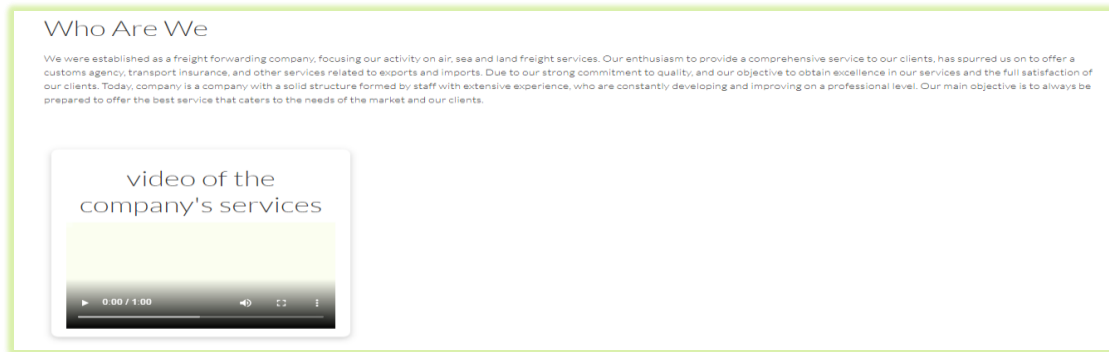 Who Are We
We were established as a freight forwarding company, focusing our activity on air, sea and land freight services. Our enthusiasm to provide a comprehensive service to our clients, has spurred us on to offer a
customs agency, transport insurance, and other services related to exports and imports. Due to our strong commitment to quality, and our objective to obtain excellence in our services and the full satisfaction of
our clients. Today, company is a company with a solid structure formed by staff with extensive experience, who are constantly developing and improving on a professional level. Our main objective is to always be
prepared to offer the best service that caters to the needs of the market and our clients.
video of the
company's services
0:00 / 1:00